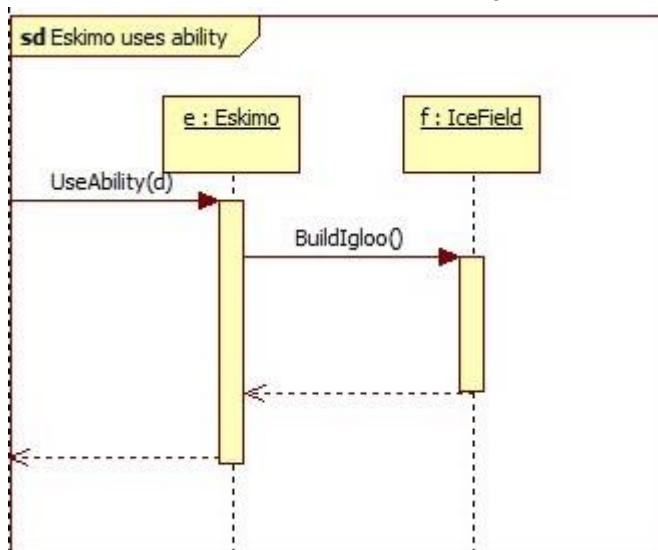 sd Eskimo uses ability
e : Eskimo
f : IceField
UseAbility(d)
BuildIgloo()